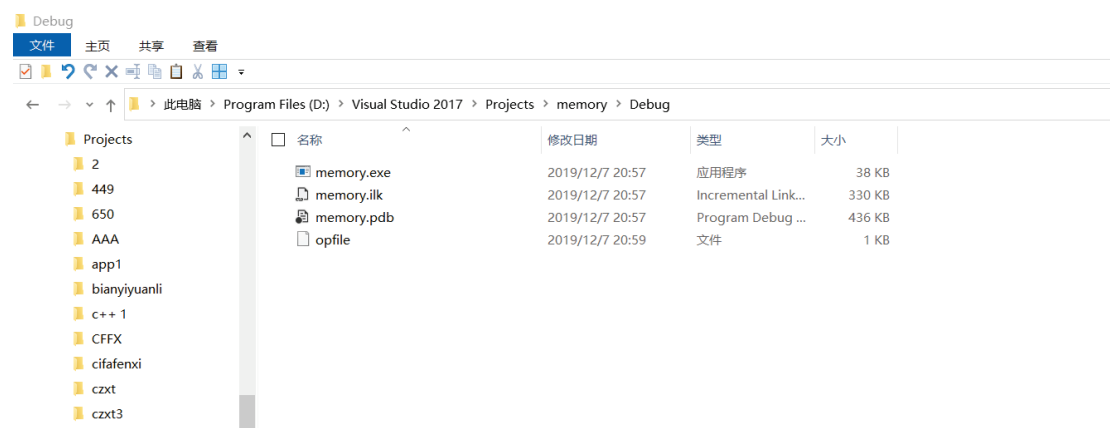 Debug
文件 主页 共享 查看
此电脑 > Program Files (D:) > Visual Studio 2017 > Projects > memory > Debug
Projects
2
449
650
AAA
app1
bianyiyuanli
c++ 1
CFFX
cifafenxi
czxt
czxt3
名称 修改日期 类型 大小
memory.exe 2019/12/7 20:57 应用程序 38 KB
memory.ilk 2019/12/7 20:57 Incremental Link... 330 KB
memory.pdb 2019/12/7 20:57 Program Debug ... 436 KB
opfile 2019/12/7 20:59 文件 1 KB